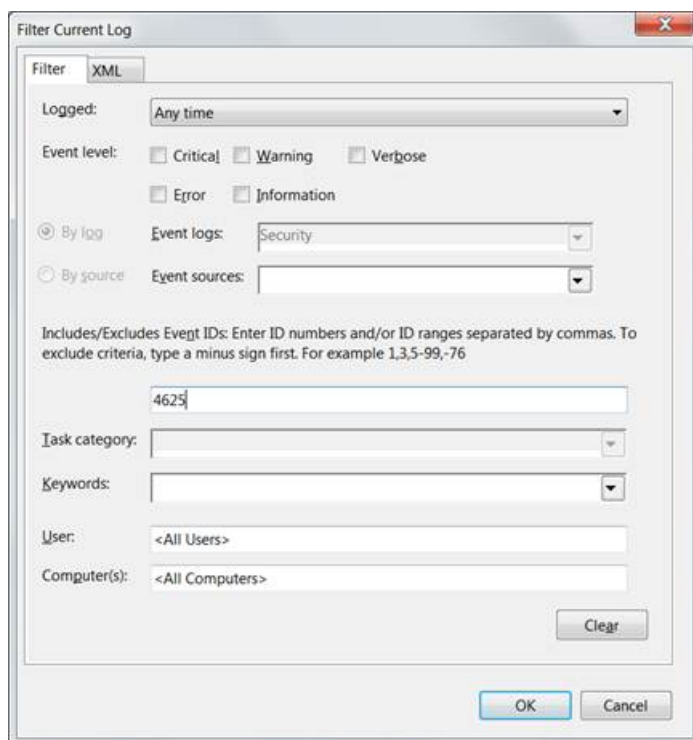 Filter Current Log
Filter XML
Logged: Any time
Event level: Critical Warning Verbose
Error Information
By log Event logs: Security
By source Event sources:
Includes/Excludes Event IDs: Enter ID numbers and/or ID ranges separated by commas. To
exclude criteria, type a minus sign first. For example 1,3,5-99,-76
4625
Task category:
Keywords:
User: <All Users>
Computer(s): <All Computers>
Clear
OK Cancel